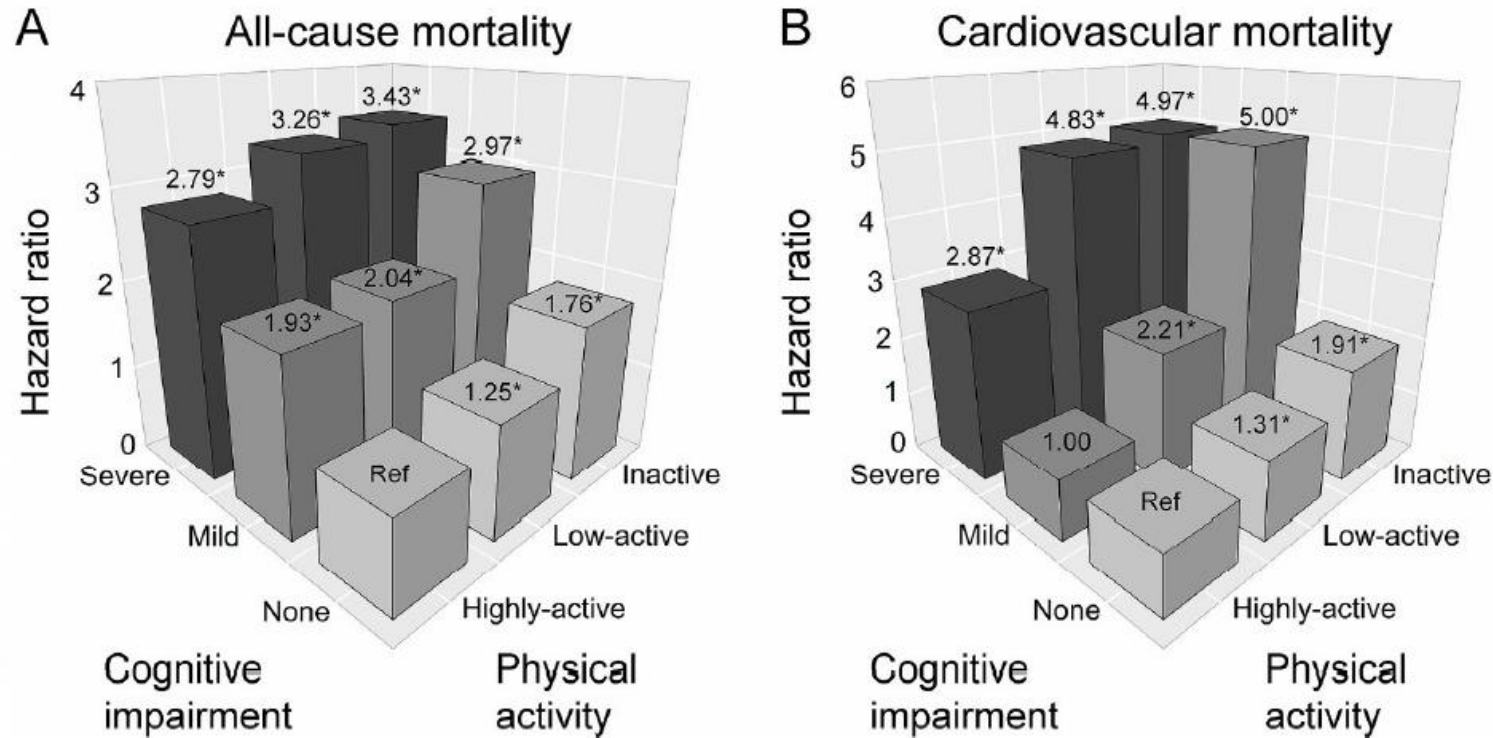 A All-cause mortality
4
3
2
1
0
Hazard ratio
3.43*
3.26*
2.97*
2.79*
2.04*
1.93*
1.76*
1.25*
Ref
Severe
Mild
None
Inactive
Low-active
Highly-active
Cognitive
impairment
Physical
activity
B Cardiovascular mortality
6
5
4
3
2
1
0
Hazard ratio
4.97*
4.83*
5.00*
2.87*
2.21*
1.91*
1.00
1.31*
Ref
Severe
Mild
None
Inactive
Low-active
Highly-active
Cognitive
impairment
Physical
activity